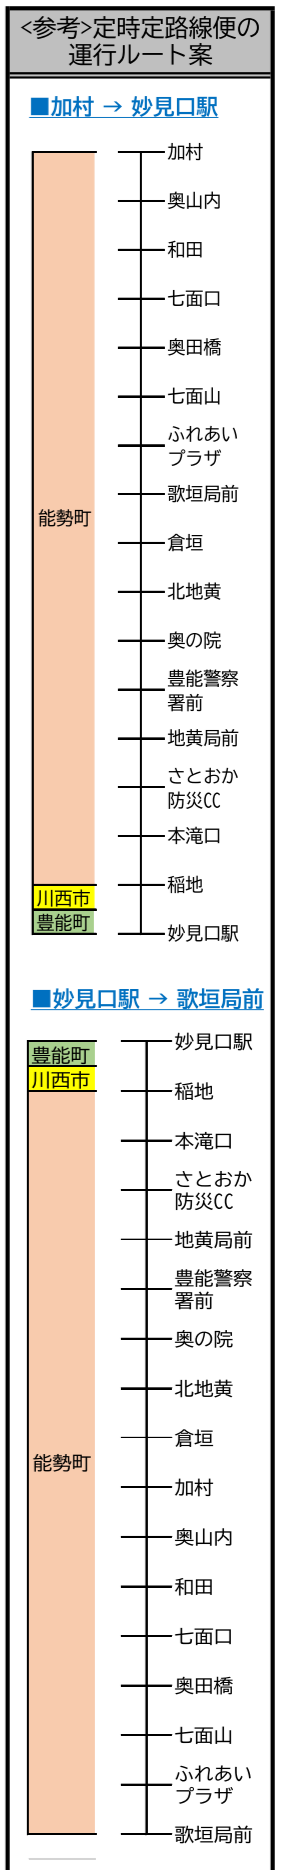 <参考>定時定路線便の
運行ルート案
■加村 → 妙見口駅
加村
奥山内
和田
七面口
奥田橋
七面山
ふれあい
プラザ
歌垣局前
能勢町
倉垣
北地黄
奥の院
豊能警察
署前
地黄局前
さとおか
防災CC
本滝口
稲地
川西市
豊能町
妙見口駅
■妙見口駅 → 歌垣局前
妙見口駅
豊能町
川西市
稲地
本滝口
さとおか
防災CC
地黄局前
豊能警察
署前
奥の院
北地黄
倉垣
能勢町
加村
奥山内
和田
七面口
奥田橋
七面山
ふれあい
プラザ
歌垣局前